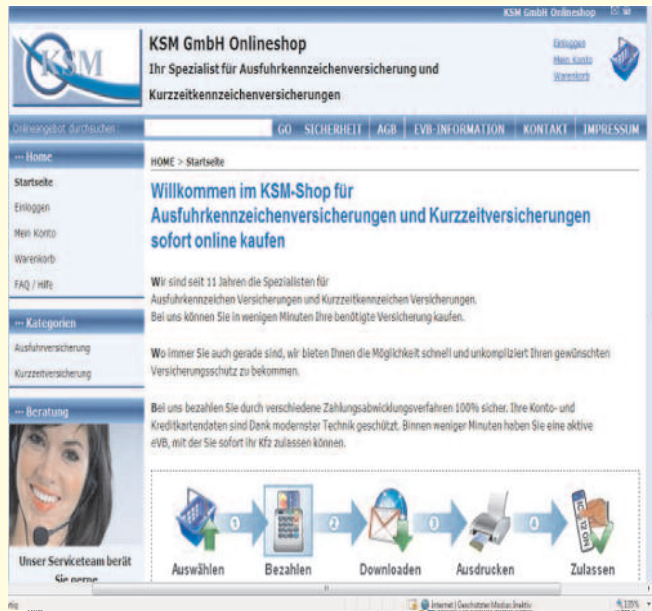 KSM GmbH Onlineshop
KSM
KSM GmbH Onlineshop
Ihr Spezialist für Ausfuhrkennzeichenversicherung und
Kurzzeitkennzeichenversicherungen
Einloggen
Mein Konto
Warenkorb
Onlineangebot durchsuchen:
GO SICHERHEIT AGB EVB-INFORMATION KONTAKT IMPRESSUM
Home
Startseite
Einloggen
Mein Konto
Warenkorb
FAQ / Hilfe
Kategorien
Ausfuhrversicherung
Kurzzeitversicherung
Beratung
Unser Serviceteam berät
Sie gerne
HOME > Startseite
Willkommen im KSM-Shop für
Ausfuhrkennzeichenversicherungen und Kurzzeitversicherungen
sofort online kaufen
Wir sind seit 11 Jahren die Spezialisten für
Ausfuhrkennzeichen Versicherungen und Kurzzeitkennzeichen Versicherungen.
Bei uns können Sie in wenigen Minuten Ihre benötigte Versicherung kaufen.
Wo immer Sie auch gerade sind, wir bieten Ihnen die Möglichkeit schnell und unkompliziert Ihren gewünschten
Versicherungsschutz zu bekommen.
Bei uns bezahlen Sie durch verschiedene Zahlungsabwicklungsverfahren 100% sicher. Ihre Konto- und
Kreditkartendaten sind Dank modernster Technik geschützt. Binnen weniger Minuten haben Sie eine aktive
eVB, mit der Sie sofort ihr Kfz zulassen können.
1 2 3 4
Auswählen Bezahlen Downloaden Ausdrucken Zulassen
Internet | Geschützter Modus: Inaktiv